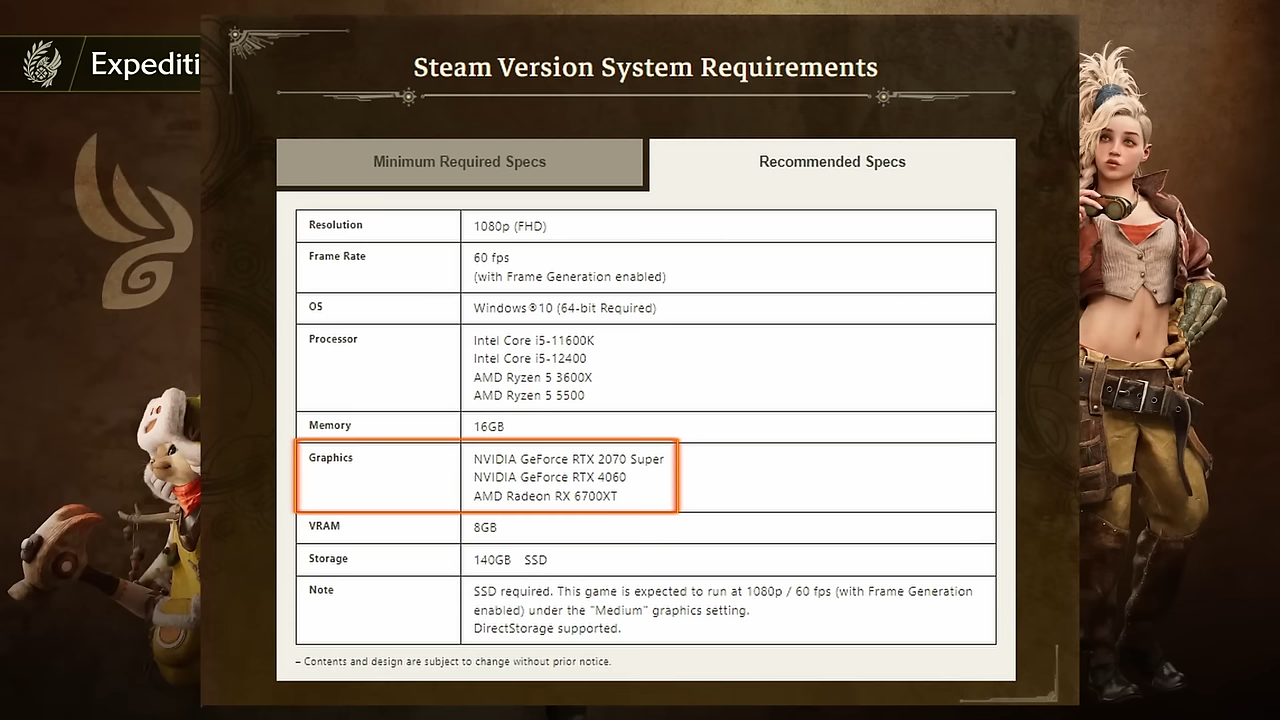 Expediti
Steam Version System Requirements
Minimum Required Specs
Recommended Specs
Resolution
1080p (FHD)
Frame Rate
60 fps
(with Frame Generation enabled)
OS
Windows®10 (64-bit Required)
Processor
Intel Core i5-11600K
Intel Core i5-12400
AMD Ryzen 5 3600X
AMD Ryzen 5 5500
Memory
16GB
Graphics
NVIDIA GeForce RTX 2070 Super
NVIDIA GeForce RTX 4060
AMD Radeon RX 6700XT
VRAM
8GB
Storage
140GB SSD
Note
SSD required. This game is expected to run at 1080p / 60 fps (with Frame Generation
enabled) under the "Medium" graphics setting.
DirectStorage supported.
– Contents and design are subject to change without prior notice.